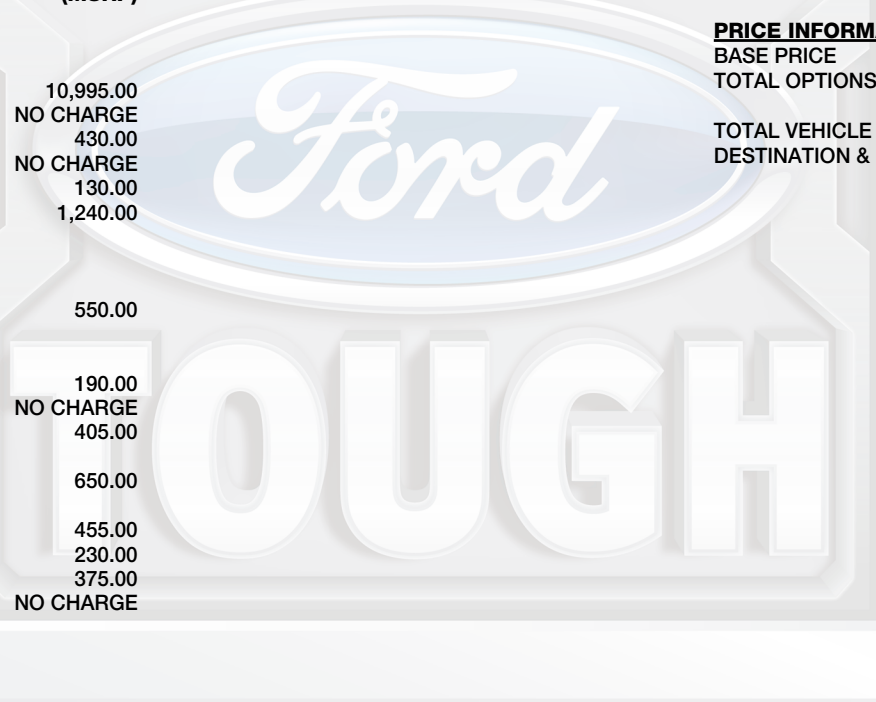 10,995.00
NO CHARGE
430.00
NO CHARGE
130.00
1,240.00
550.00
190.00
NO CHARGE
405.00
650.00
455.00
230.00
375.00
NO CHARGE
PRICE INFORM
BASE PRICE
TOTAL OPTIONS
TOTAL VEHICLE
DESTINATION &
Ford
TOUGH